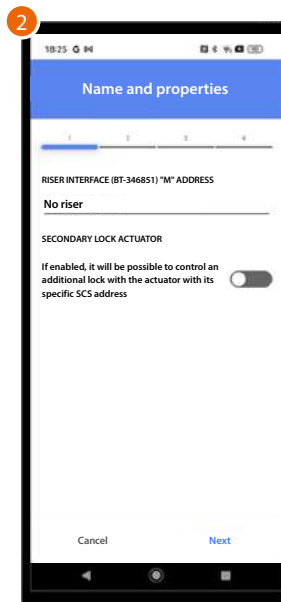 2
18:25 G
Name and properties
1 2 3 4
RISER INTERFACE (BT-346851) "M" ADDRESS
No riser
SECONDARY LOCK ACTUATOR
If enabled, it will be possible to control an
additional lock with the actuator with its
specific SCS address
Cancel Next